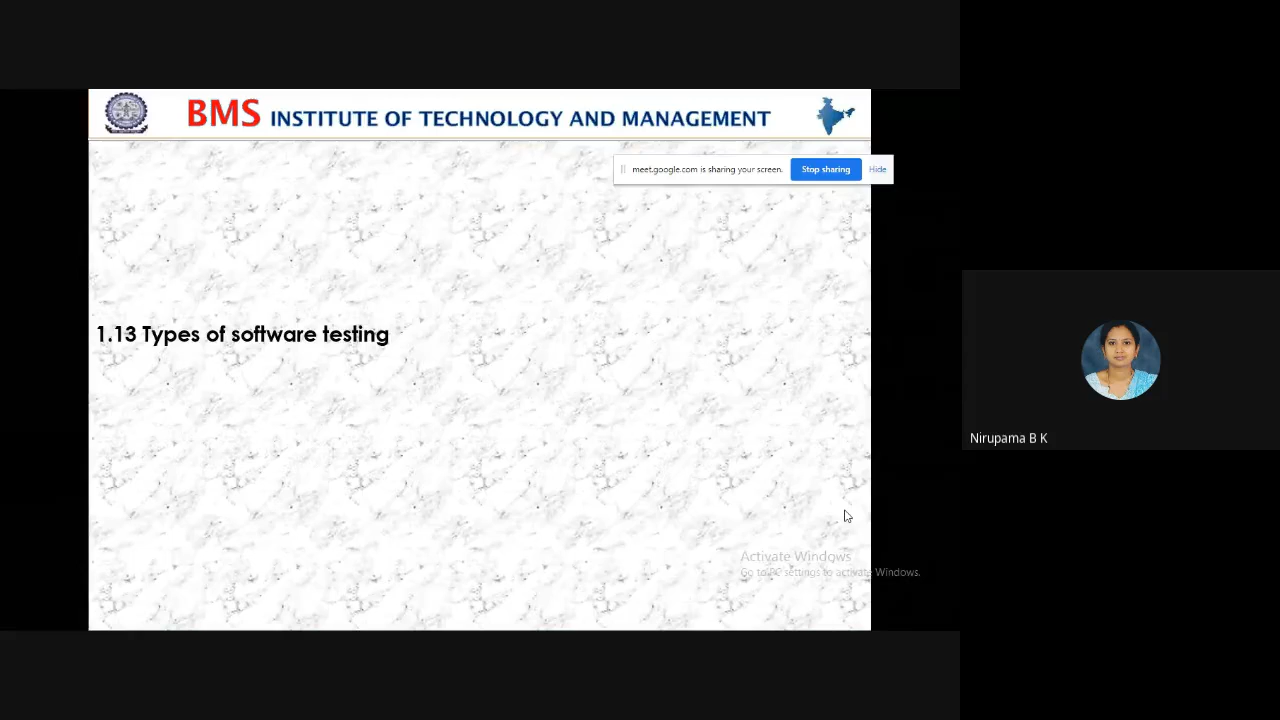 BMS INSTITUTE OF TECHNOLOGY AND MANAGEMENT
meet.google.com is sharing your screen. Stop sharing Hide
1.13 Types of software testing
Nirupama B K
Activate Windows
Go to PC settings to activate Windows.